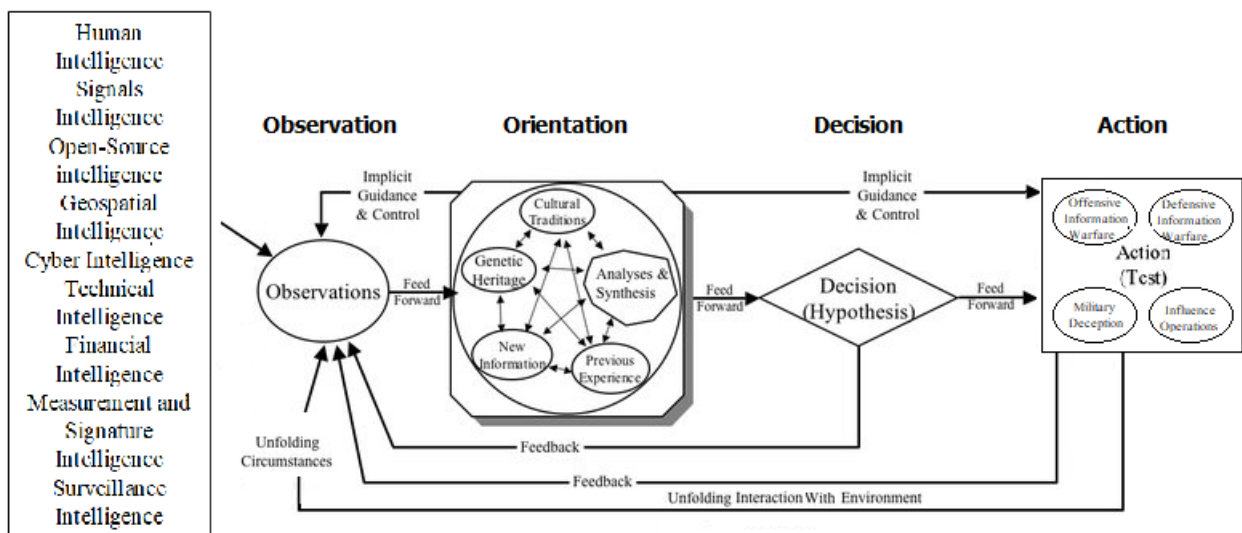 Human
Intelligence
Signals
Intelligence
Open-Source
intelligence
Geospatial
Intelligence
Cyber Intelligence
Technical
Intelligence
Financial
Intelligence
Measurement and
Signature
Intelligence
Surveillance
Intelligence
Observation
Orientation
Decision
Action
Implicit
Guidance
& Control
Observations
Feed
Forward
Cultural
Traditions
Genetic
Heritage
Analyses &
Synthesis
New
Information
Previous
Experience
Feed
Forward
Implicit
Guidance
& Control
Decision
(Hypothesis)
Feed
Forward
Offensive
Information
Warfare
Defensive
Information
Warfare
Action
(Test)
Military
Deception
Influence
Operations
Unfolding
Circumstances
Feedback
Feedback
Unfolding Interaction With Environment